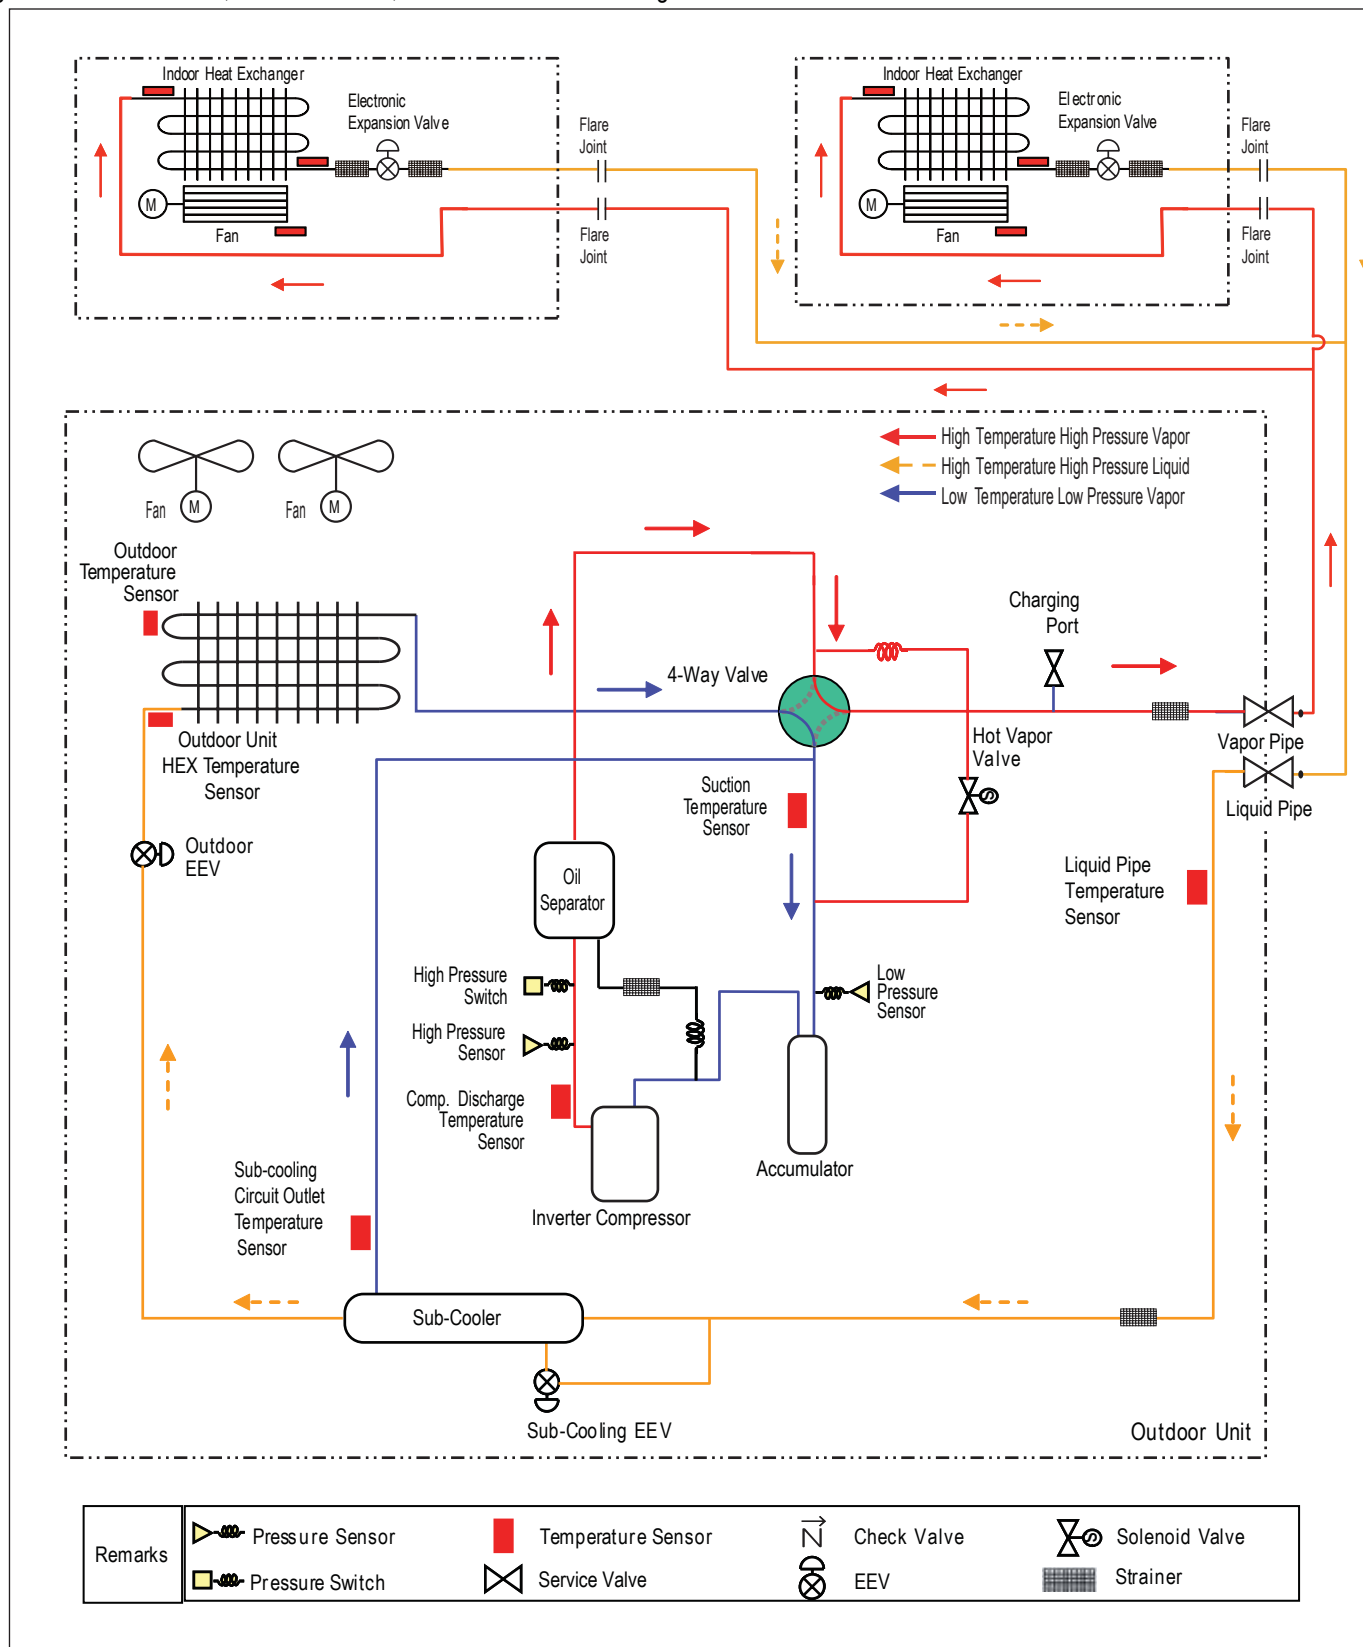 Indoor Heat Exchanger
Electronic
Expansion Valve
Flare
Joint
M
Fan
Flare
Joint
Indoor Heat Exchanger
Electronic
Expansion Valve
Flare
Joint
M
Fan
Flare
Joint
High Temperature High Pressure Vapor
High Temperature High Pressure Liquid
Low Temperature Low Pressure Vapor
Fan
M
Fan
M
Outdoor
Temperature
Sensor
Charging
Port
4-Way Valve
Outdoor Unit
HEX Temperature
Sensor
Hot Vapor
Valve
S
Vapor Pipe
Liquid Pipe
Suction
Temperature
Sensor
Outdoor
EEV
Oil
Separator
Liquid Pipe
Temperature
Sensor
High Pressure
Switch
Low
Pressure
Sensor
High Pressure
Sensor
Comp. Discharge
Temperature
Sensor
Accumulator
Inverter Compressor
Sub-cooling
Circuit Outlet
Temperature
Sensor
Sub-Cooler
Sub-Cooling EEV
Outdoor Unit
Remarks
Pressure Sensor
Temperature Sensor
Check Valve
S
Solenoid Valve
Pressure Switch
Service Valve
EEV
Strainer